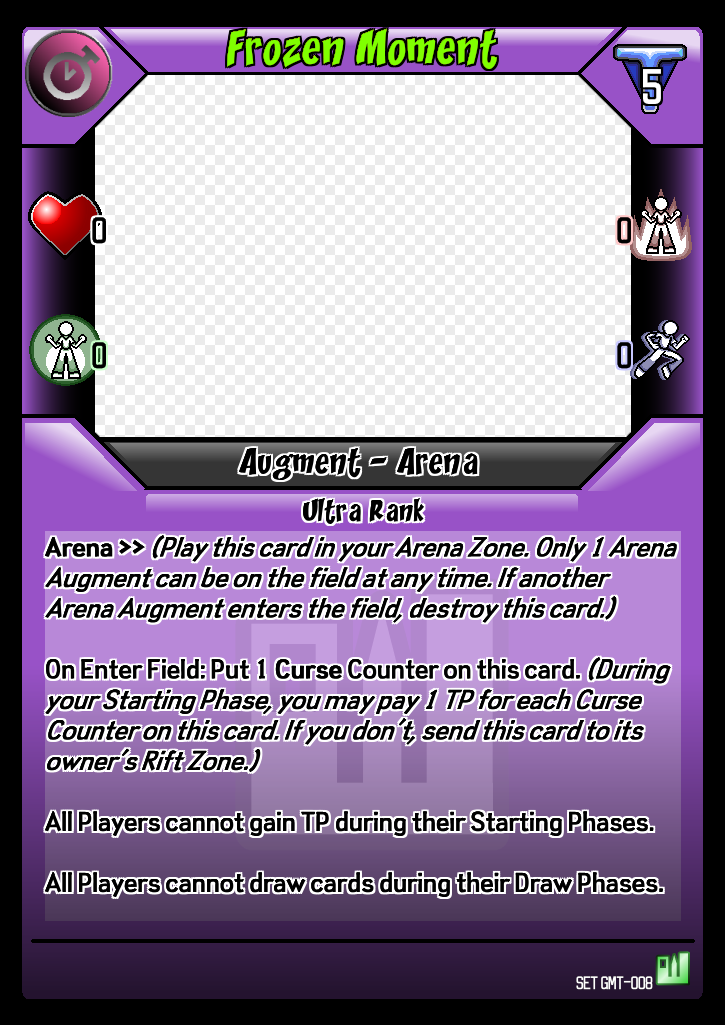 Frozen Moment
5
0
0
0
0
Augment - Arena
Ultra Rank
Arena >> (Play this card in your Arena Zone. Only 1 Arena
Augment can be on the field at any time. If another
Arena Augment enters the field, destroy this card.)
On Enter Field: Put 1 Curse Counter on this card. (During
your Starting Phase, you may pay 1 TP for each Curse
Counter on this card. If you don't, send this card to its
owner's Rift Zone.)
All Players cannot gain TP during their Starting Phases.
All Players cannot draw cards during their Draw Phases.
SET GMT-008